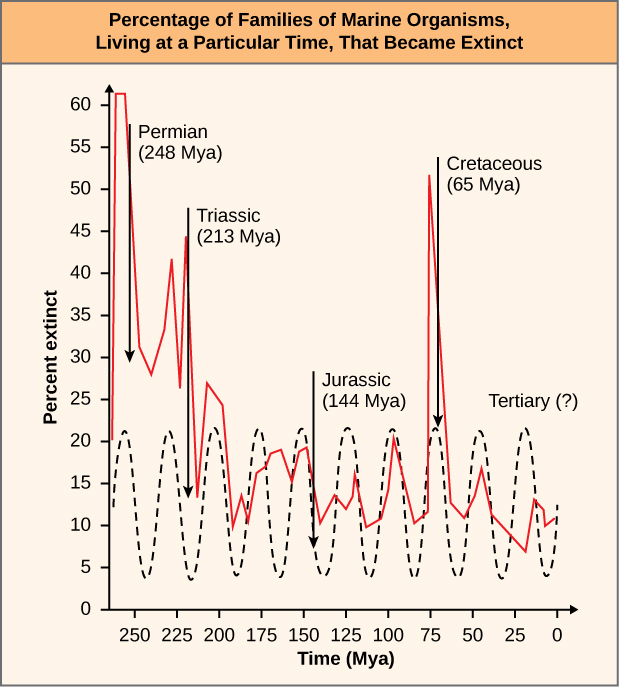 Percentage of Families of Marine Organisms,
Living at a Particular Time, That Became Extinct
Percent extinct
60
55
50
45
40
35
30
25
20
15
10
5
0
Permian
(248 Mya)
Triassic
(213 Mya)
Jurassic
(144 Mya)
Cretaceous
(65 Mya)
Tertiary (?)
250 225 200 175 150 125 100 75 50 25 0
Time (Mya)